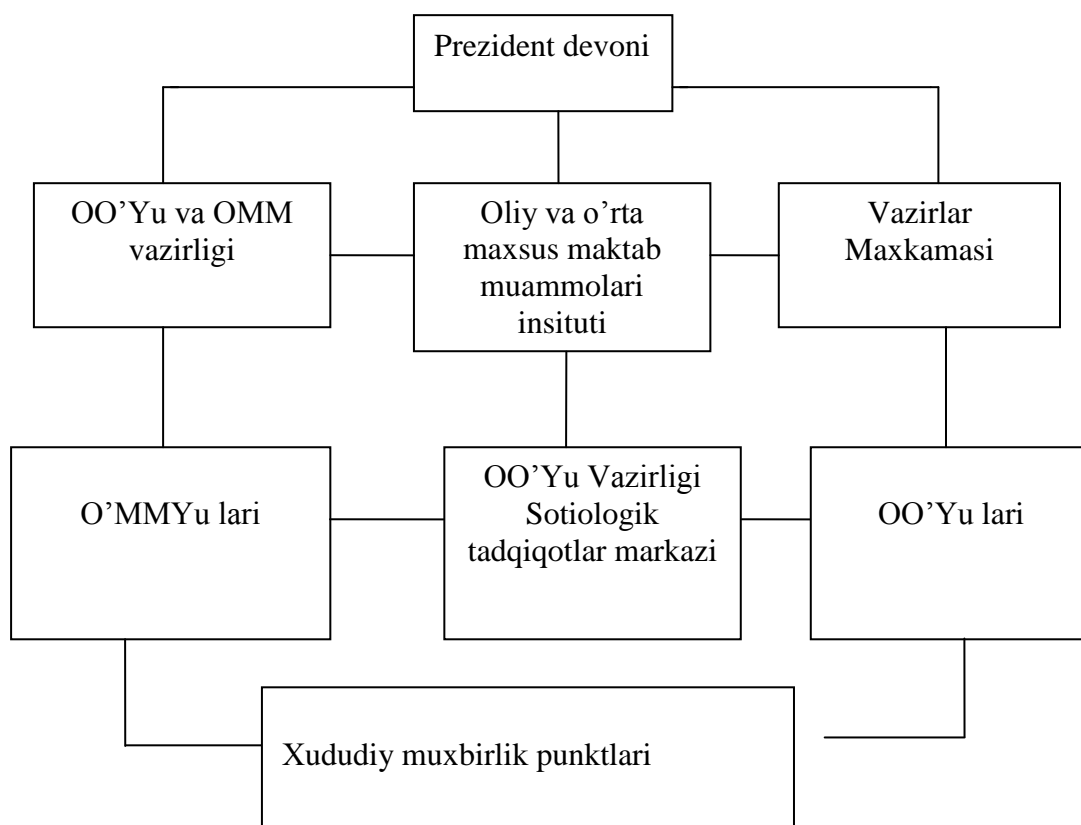 Prezident devoni
OO’Yu va OMM
vazirligi
Oliy va o’rta
maxsus maktab
muammolari
insituti
Vazirlar
Maxkamasi
O’MMYu lari
OO’Yu Vazirligi
Sotiologik
tadqiqotlar markazi
OO’Yu lari
Xududiy muxbirlik punktlari